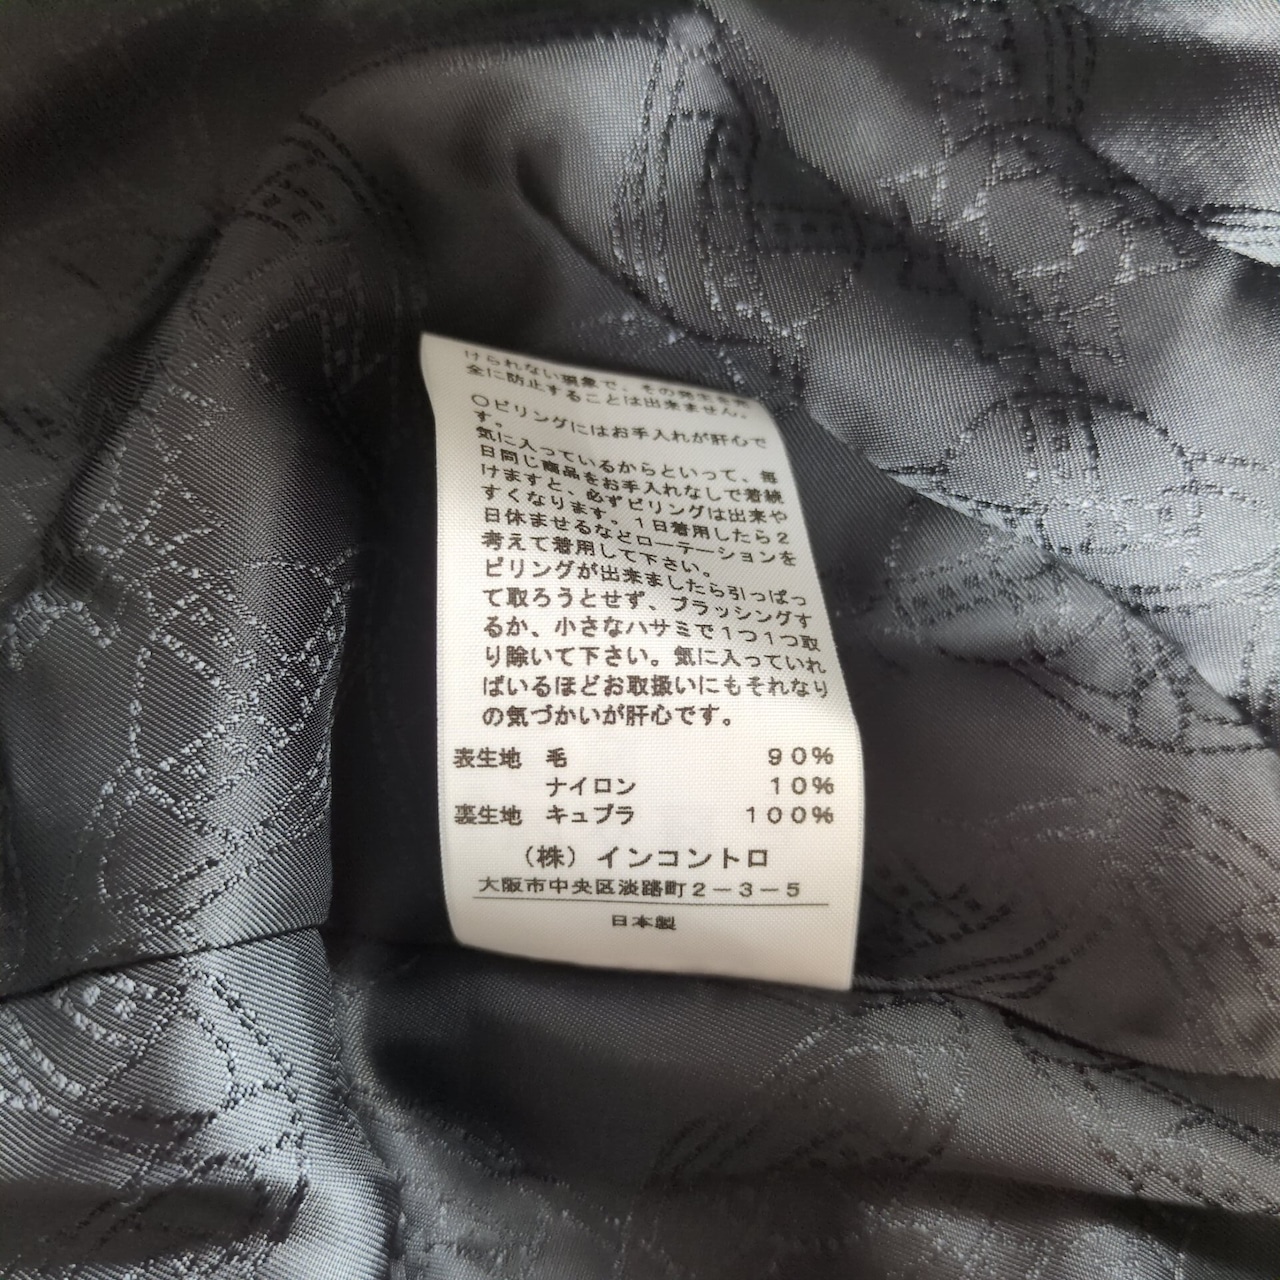 けられない現象で、その発生を完
全に防止することは出来ません。
○ピリングにはお手入れが肝心で
す。
気に入っているからといって、毎
日同じ商品をお手入れなしで着続
けますと、必ずピリングは出来や
すくなります。1日着用したら2
日休ませるなどローテーションを
考えて着用して下さい。
ピリングが出来ましたら引っぱっ
て取ろうとせず、ブラッシングす
るか、小さなハサミで1つ1つ取
り除いて下さい。気に入っていれ
ばいるほどお取扱いにもそれなり
の気づかいが肝心です。
表生地 毛 90%
ナイロン 10%
裏生地 キュプラ 100%
(株)インコントロ
大阪市中央区淡路町2-3-5
日本製